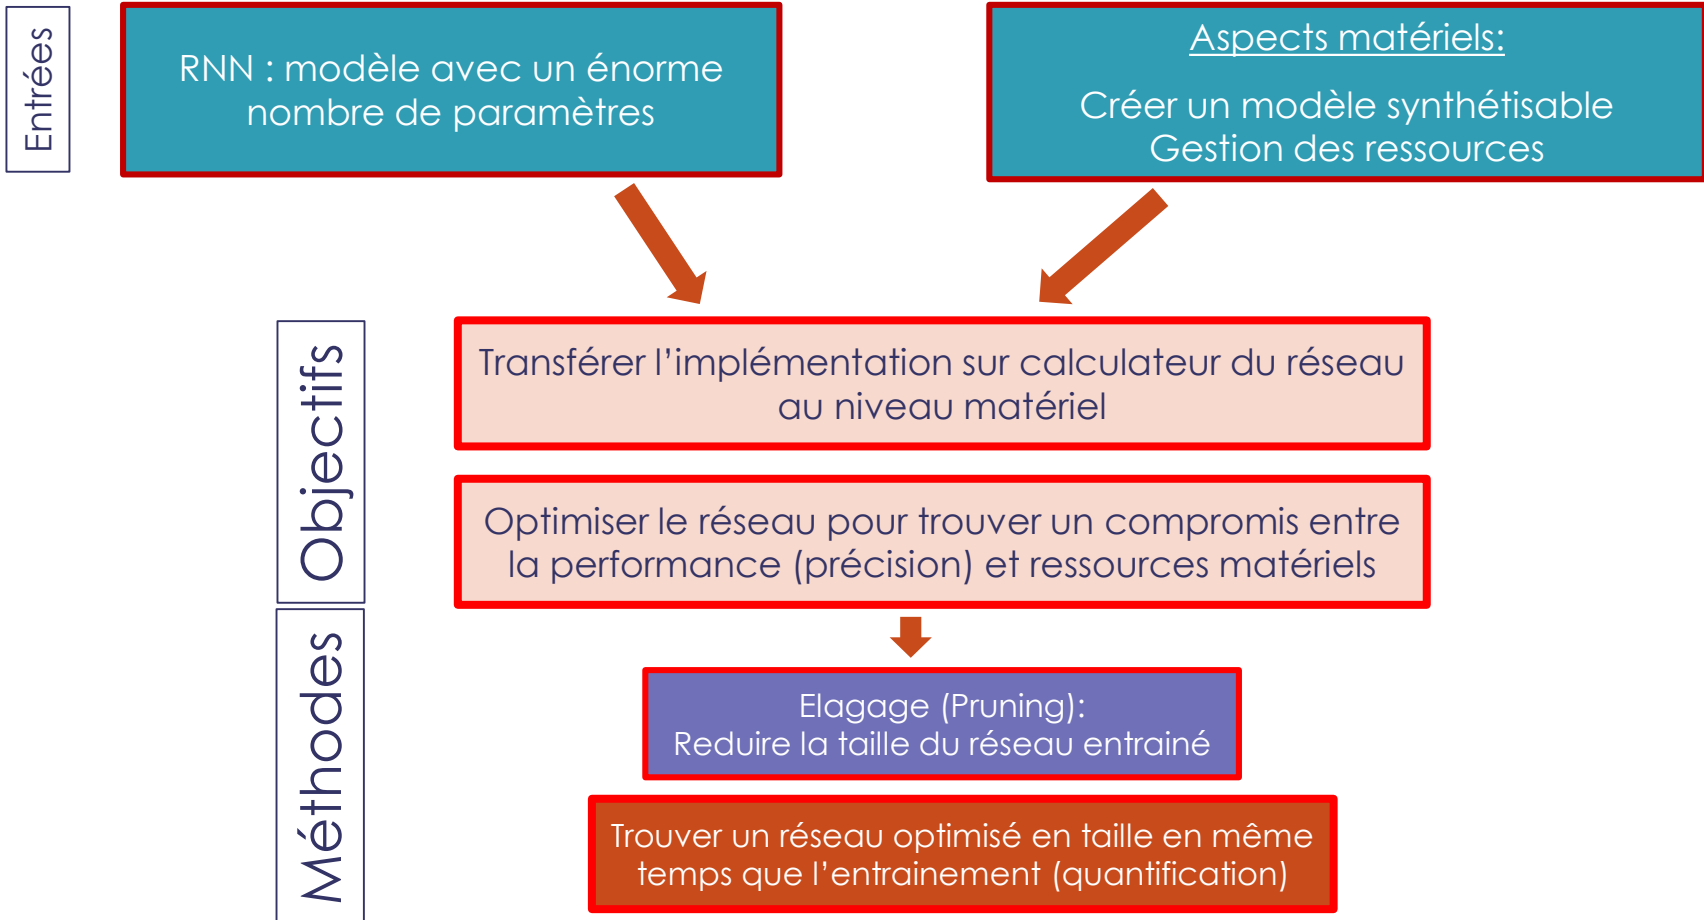 Entrées
RNN : modèle avec un énorme
nombre de paramètres
Aspects matériels:
Créer un modèle synthétisable
Gestion des ressources
Objectifs
Transférer l’implémentation sur calculateur du réseau
au niveau matériel
Optimiser le réseau pour trouver un compromis entre
la performance (précision) et ressources matériels
Méthodes
Elagage (Pruning):
Reduire la taille du réseau entrainé
Trouver un réseau optimisé en taille en même
temps que l’entrainement (quantification)